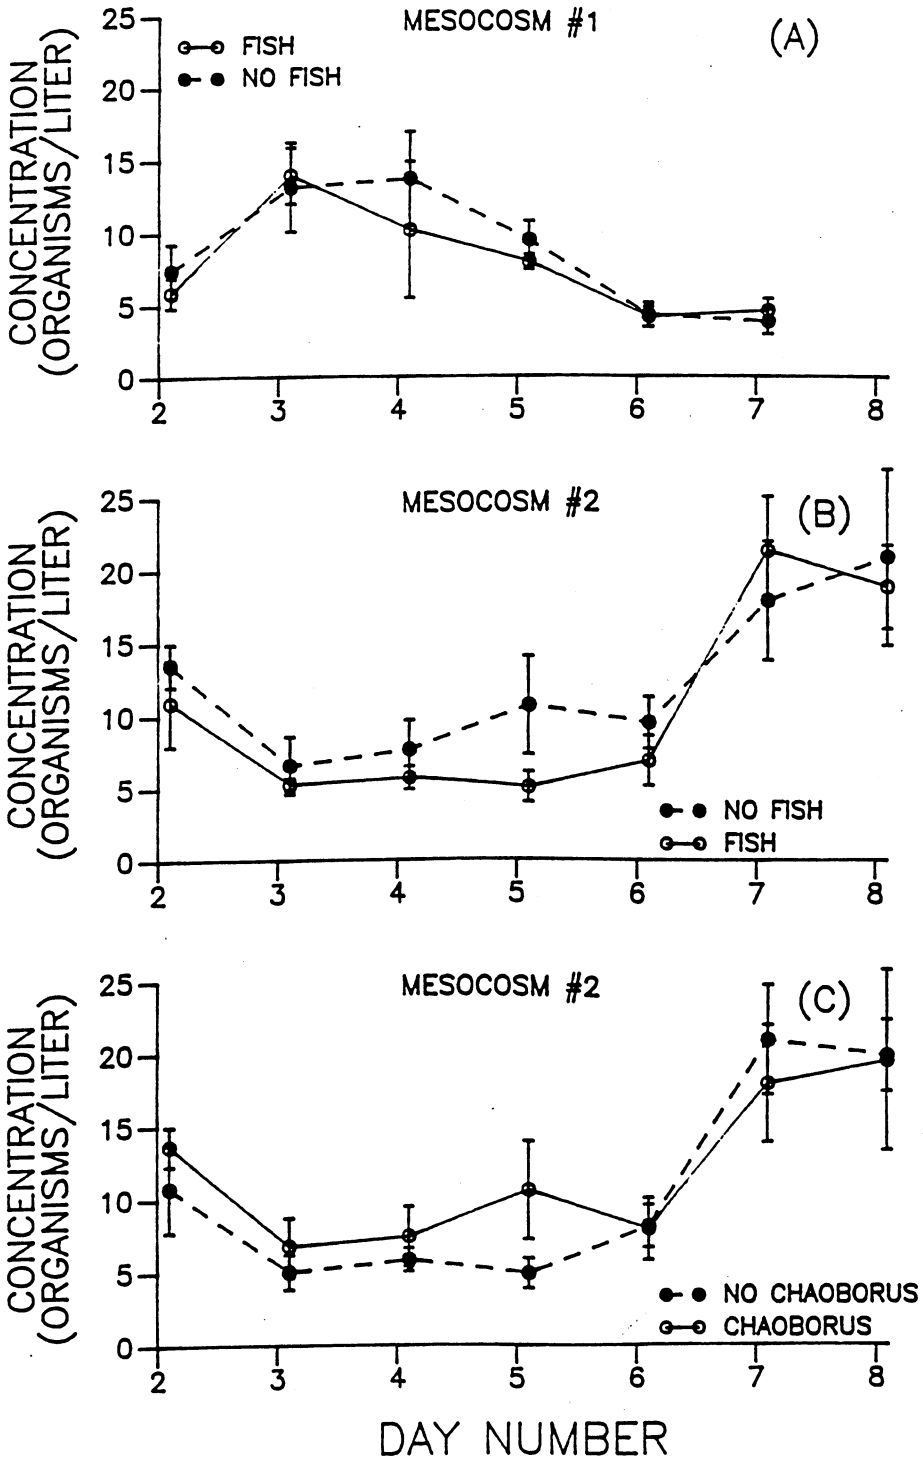 MESOCOSM #1
(A)
FISH
NO FISH
CONCENTRATION
(ORGANISMS/LITER)
25
20
15
10
5
0
2 3 4 5 6 7 8
MESOCOSM #2
(B)
CONCENTRATION
(ORGANISMS/LITER)
25
20
15
10
5
0
NO FISH
FISH
2 3 4 5 6 7 8
MESOCOSM #2
(C)
CONCENTRATION
(ORGANISMS/LITER)
25
20
15
10
5
0
NO CHAOBORUS
CHAOBORUS
2 3 4 5 6 7 8
DAY NUMBER